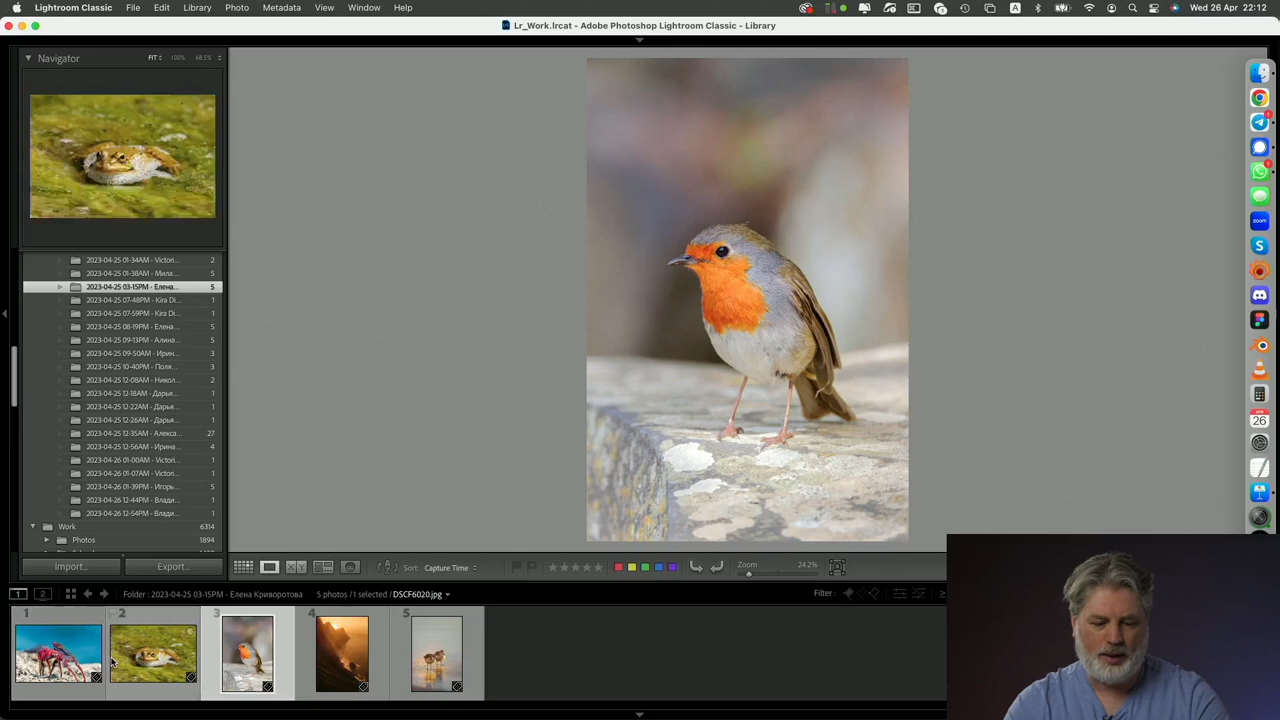 Lightroom Classic File Edit Library Photo Metadata View Window Help A Wed 26 Apr 22:12
Lr_Work.lrcat - Adobe Photoshop Lightroom Classic - Library
Navigator FIT 100% 68.5%
2023-04-25 01-34AM - Victori... 2
2023-04-25 01-38AM - Мила... 5
2023-04-25 03-15PM - Елена... 5
2023-04-25 07-48PM - Kira Di... 1
2023-04-25 07-59PM - Kira Di... 1
2023-04-25 08-19PM - Елена... 5
2023-04-25 09-13PM - Алина... 5
2023-04-25 09-50AM - Ирин... 3
2023-04-25 10-40PM - Поля... 3
2023-04-25 12-08AM - Никол... 2
2023-04-25 12-18AM - Дарья... 1
2023-04-25 12-22AM - Дарья... 1
2023-04-25 12-26AM - Дарья... 1
2023-04-25 12-35AM - Алекса... 27
2023-04-25 12-56AM - Ирина... 4
2023-04-26 01-00AM - Victori... 1
2023-04-26 01-07AM - Victori... 1
2023-04-26 01-39PM - Игорь... 5
2023-04-26 12-44PM - Влади... 1
2023-04-26 12-54PM - Влади... 1
Work 6314
Photos 1894
Import... Export...
zoom
26
XY Sort: Capture Time Zoom 24.2%
1 2 Folder : 2023-04-25 03-15PM - Елена Криворотова 5 photos / 1 selected / DSCF6020.jpg Filter :
1 2 3 4 5